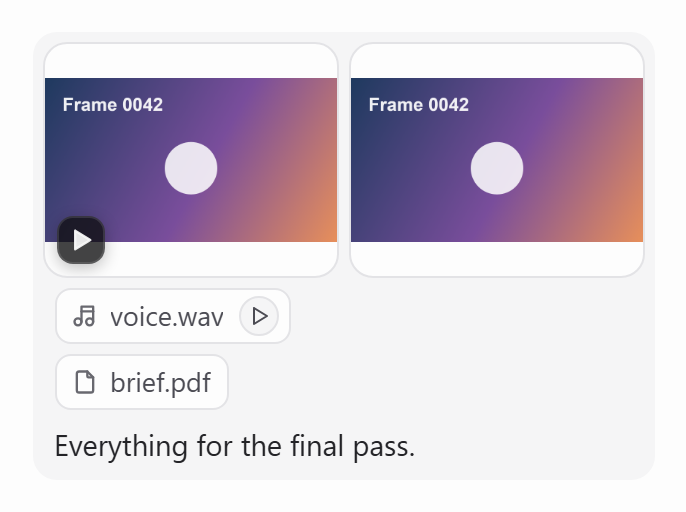 Frame 0042
Frame 0042
voice.wav
brief.pdf
Everything for the final pass.